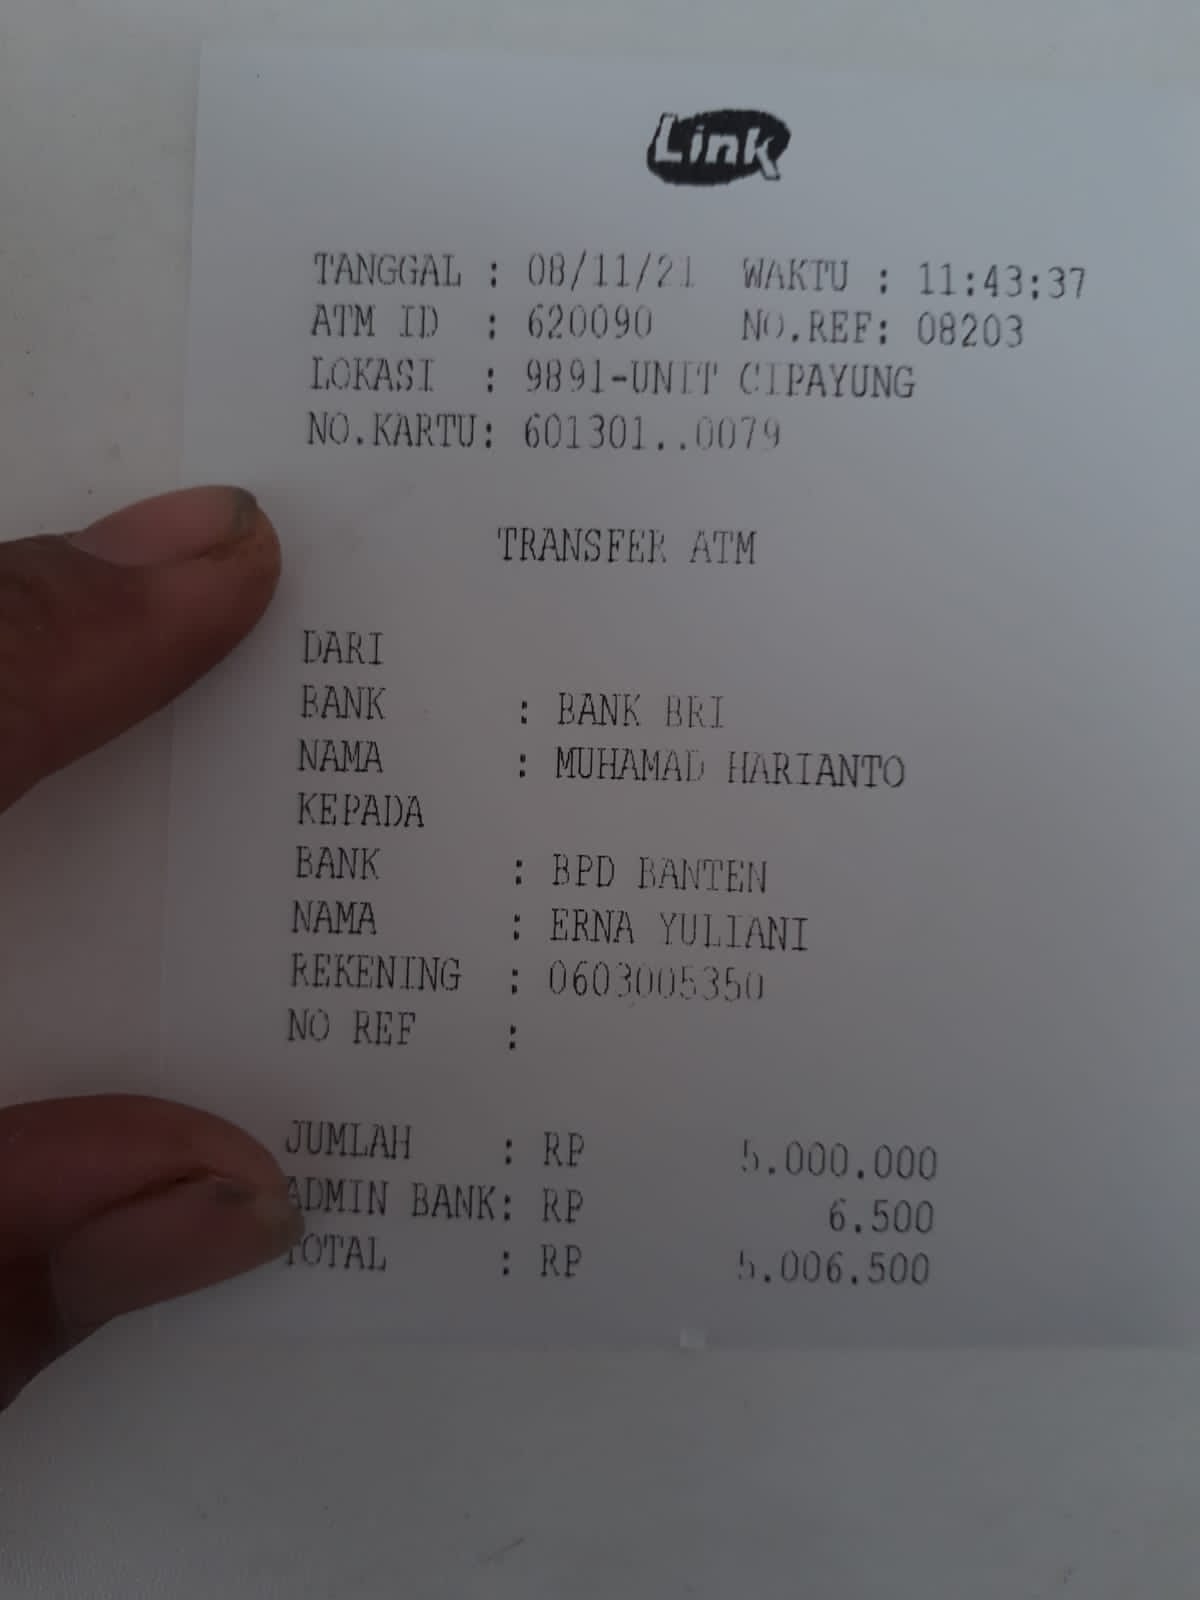 Link
TANGGAL : 08/11/21 WAKTU : 11:43:37
ATM ID : 620090 NO.REF: 08203
LOKASI : 9891-UNIT CIPAYUNG
NO.KARTU: 601301..0079
TRANSFER ATM
DARI
BANK : BANK BRI
NAMA : MUHAMAD HARIANTO
KEPADA
BANK : BPD BANTEN
NAMA : ERNA YULIANI
REKENING : 0603005350
NO REF :
JUMLAH : RP 5.000.000
ADMIN BANK: RP 6.500
TOTAL : RP 5.006.500